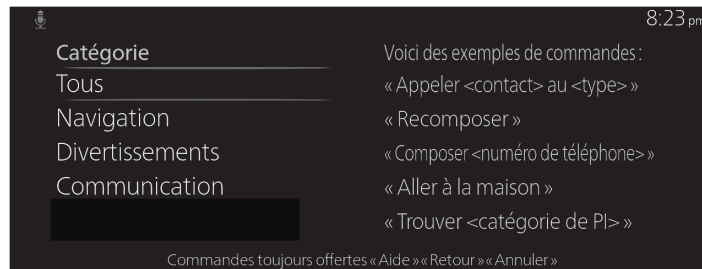 8:23 pm
Catégorie
Tous
Navigation
Divertissements
Communication
Voici des exemples de commandes :
« Appeler <contact> au <type> »
« Recomposer »
« Composer <numéro de téléphone> »
« Aller à la maison »
« Trouver <catégorie de PI> »
Commandes toujours offertes « Aide » « Retour » « Annuler »